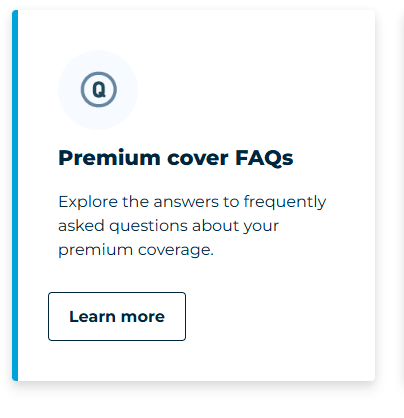 Q
Premium cover FAQs
Explore the answers to frequently
asked questions about your
premium coverage.
Learn more